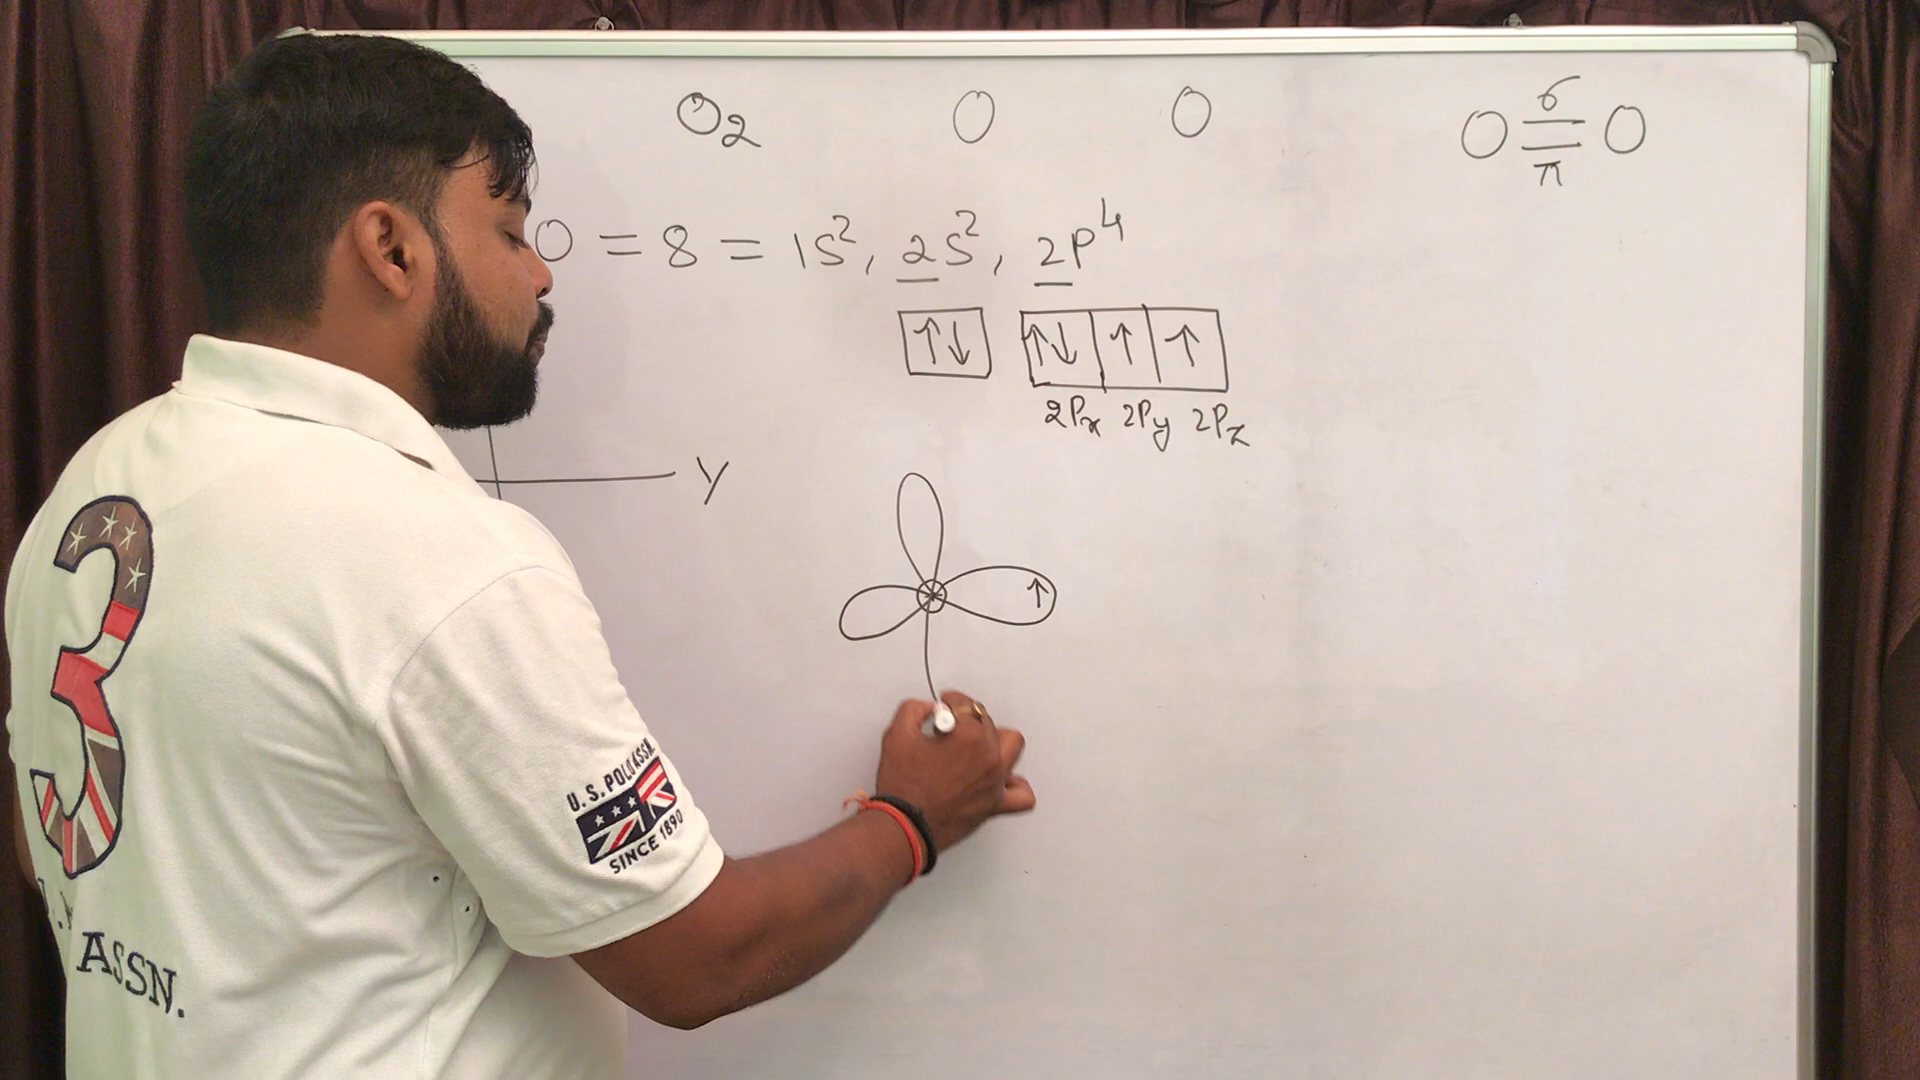 O₂ O O
σ
O = O
π
O = 8 = 1S², 2S², 2P⁴
↑↓ ↑↓ ↑ ↑
2Px 2Py 2Pz
Y
↑
3
U.S. POLO ASSN.
SINCE 1890
ASSN.